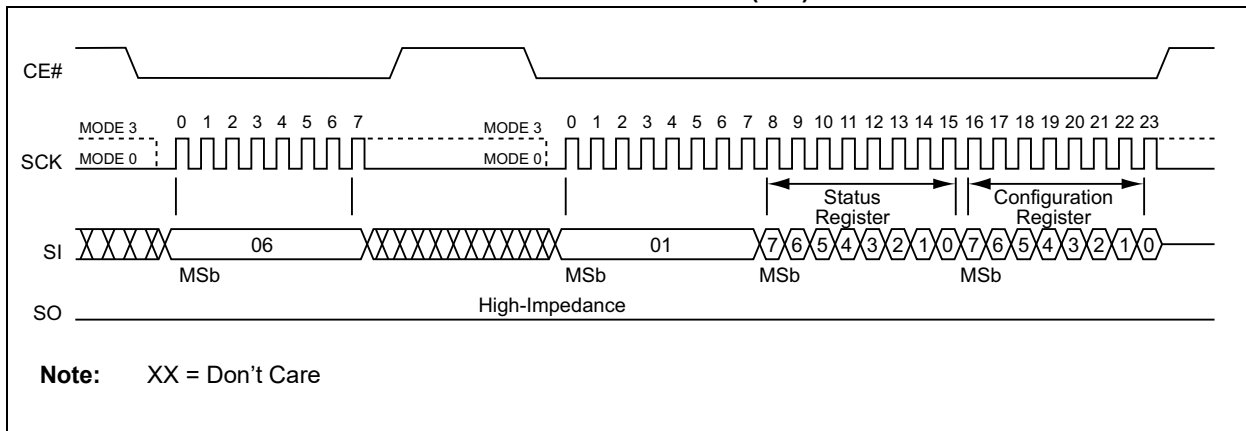 CE#
MODE 3
0 1 2 3 4 5 6 7
MODE 3
0 1 2 3 4 5 6 7 8 9 10 11 12 13 14 15 16 17 18 19 20 21 22 23
SCK
MODE 0
MODE 0
Status
Register
Configuration
Register
SI
06
01
7 6 5 4 3 2 1 0 7 6 5 4 3 2 1 0
MSb
MSb
MSb
MSb
High-Impedance
SO
Note: XX = Don't Care